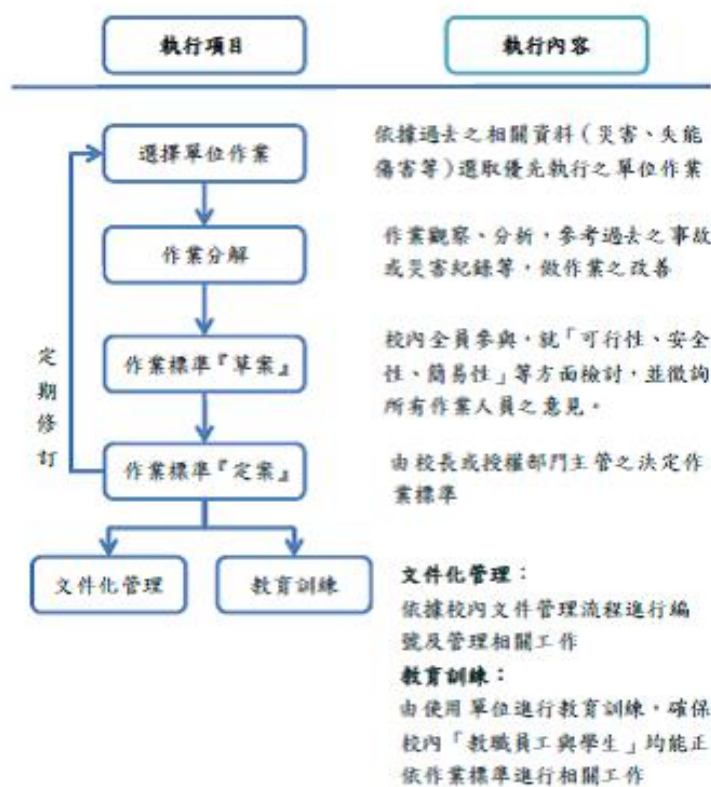 執行項目
執行內容
選擇單位作業
依據過去之相關資料(災害、失能
傷害等)選取優先執行之單位作業
作業分解
作業觀察、分析，參考過去之事故
或災害紀錄等，做作業之改善
作業標準『草案』
校內全員參與，就「可行性、安全
性、簡易性」等方面檢討，並徵詢
所有作業人員之意見。
定期修訂
作業標準『定案』
由校長或授權部門主管之決定作
業標準
文件化管理
教育訓練
文件化管理：
依據校內文件管理流程進行編
號及管理相關工作
教育訓練：
由使用單位進行教育訓練，確保
校內「教職員工與學生」均能正
依作業標準進行相關工作